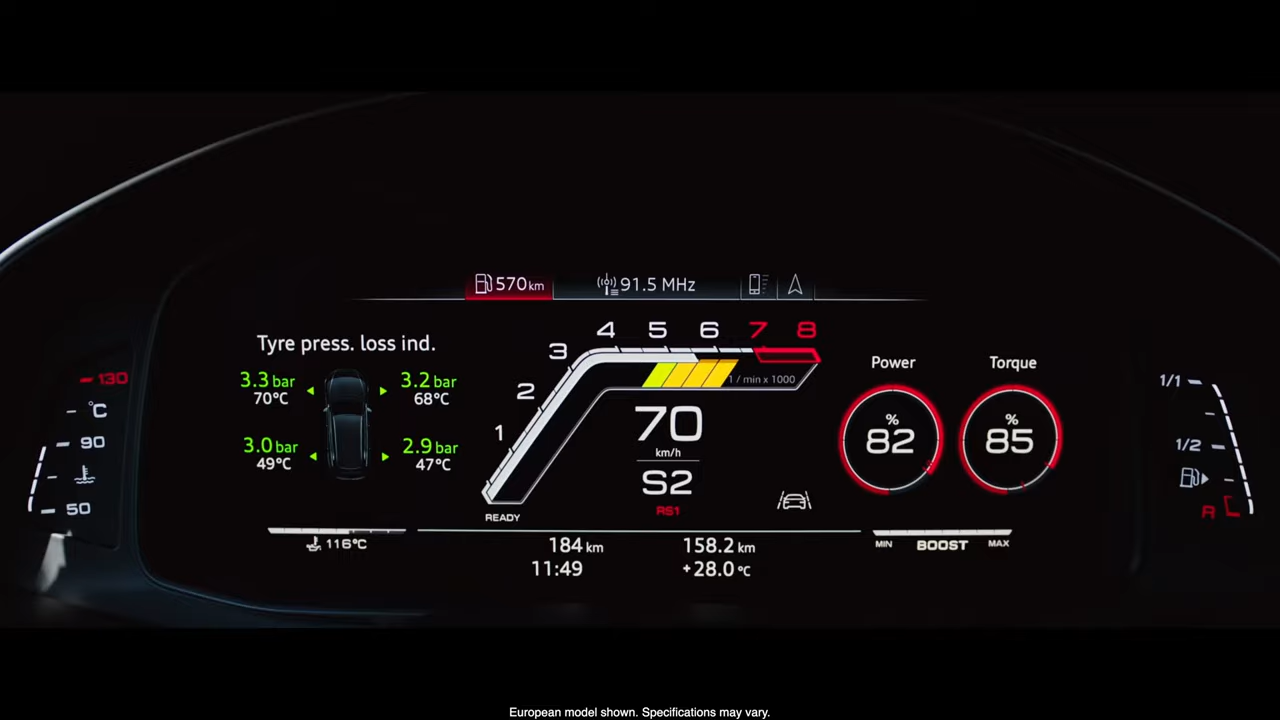 570 km
91.5 MHz
Tyre press. loss ind.
3.3 bar
70°C
3.2 bar
68°C
3.0 bar
49°C
2.9 bar
47°C
116°C
130
°C
90
50
1
2
3
4
5
6
7
8
1 / min x 1000
70
km/h
S2
RS1
READY
184 km
158.2 km
11:49
+28.0 °C
Power
%
82
Torque
%
85
MIN
BOOST
MAX
1/1
1/2
R
European model shown. Specifications may vary.